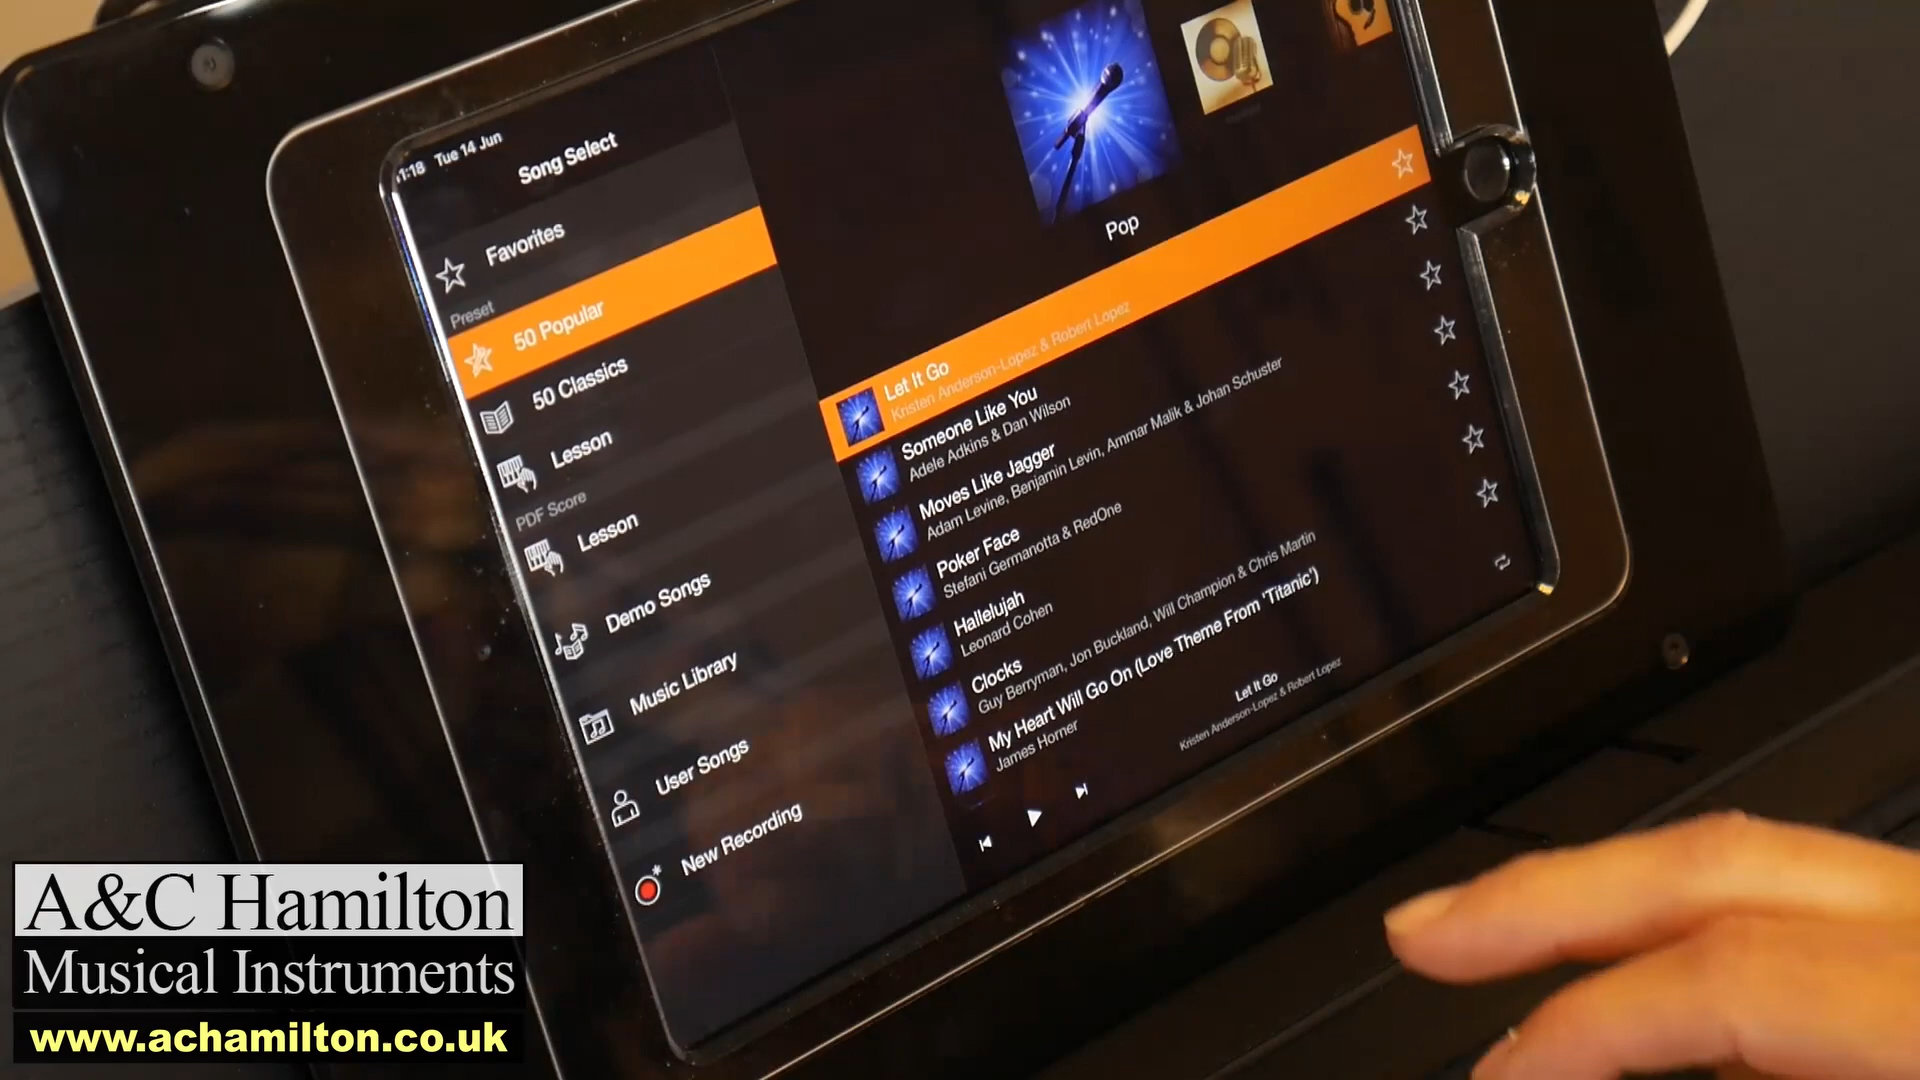 1:18 Tue 14 Jun
Song Select
Favorites
Preset
50 Popular
50 Classics
Lesson
PDF Score
Lesson
Demo Songs
Music Library
User Songs
New Recording
Pop
Let It Go
Kristen Anderson-Lopez & Robert Lopez
Someone Like You
Adele Adkins & Dan Wilson
Moves Like Jagger
Adam Levine, Benjamin Levin, Ammar Malik & Johan Schuster
Poker Face
Stefani Germanotta & RedOne
Hallelujah
Leonard Cohen
Clocks
Guy Berryman, Jon Buckland, Will Champion & Chris Martin
My Heart Will Go On (Love Theme From 'Titanic')
James Horner
Let It Go
Kristen Anderson-Lopez & Robert Lopez
A&C Hamilton
Musical Instruments
www.achamilton.co.uk